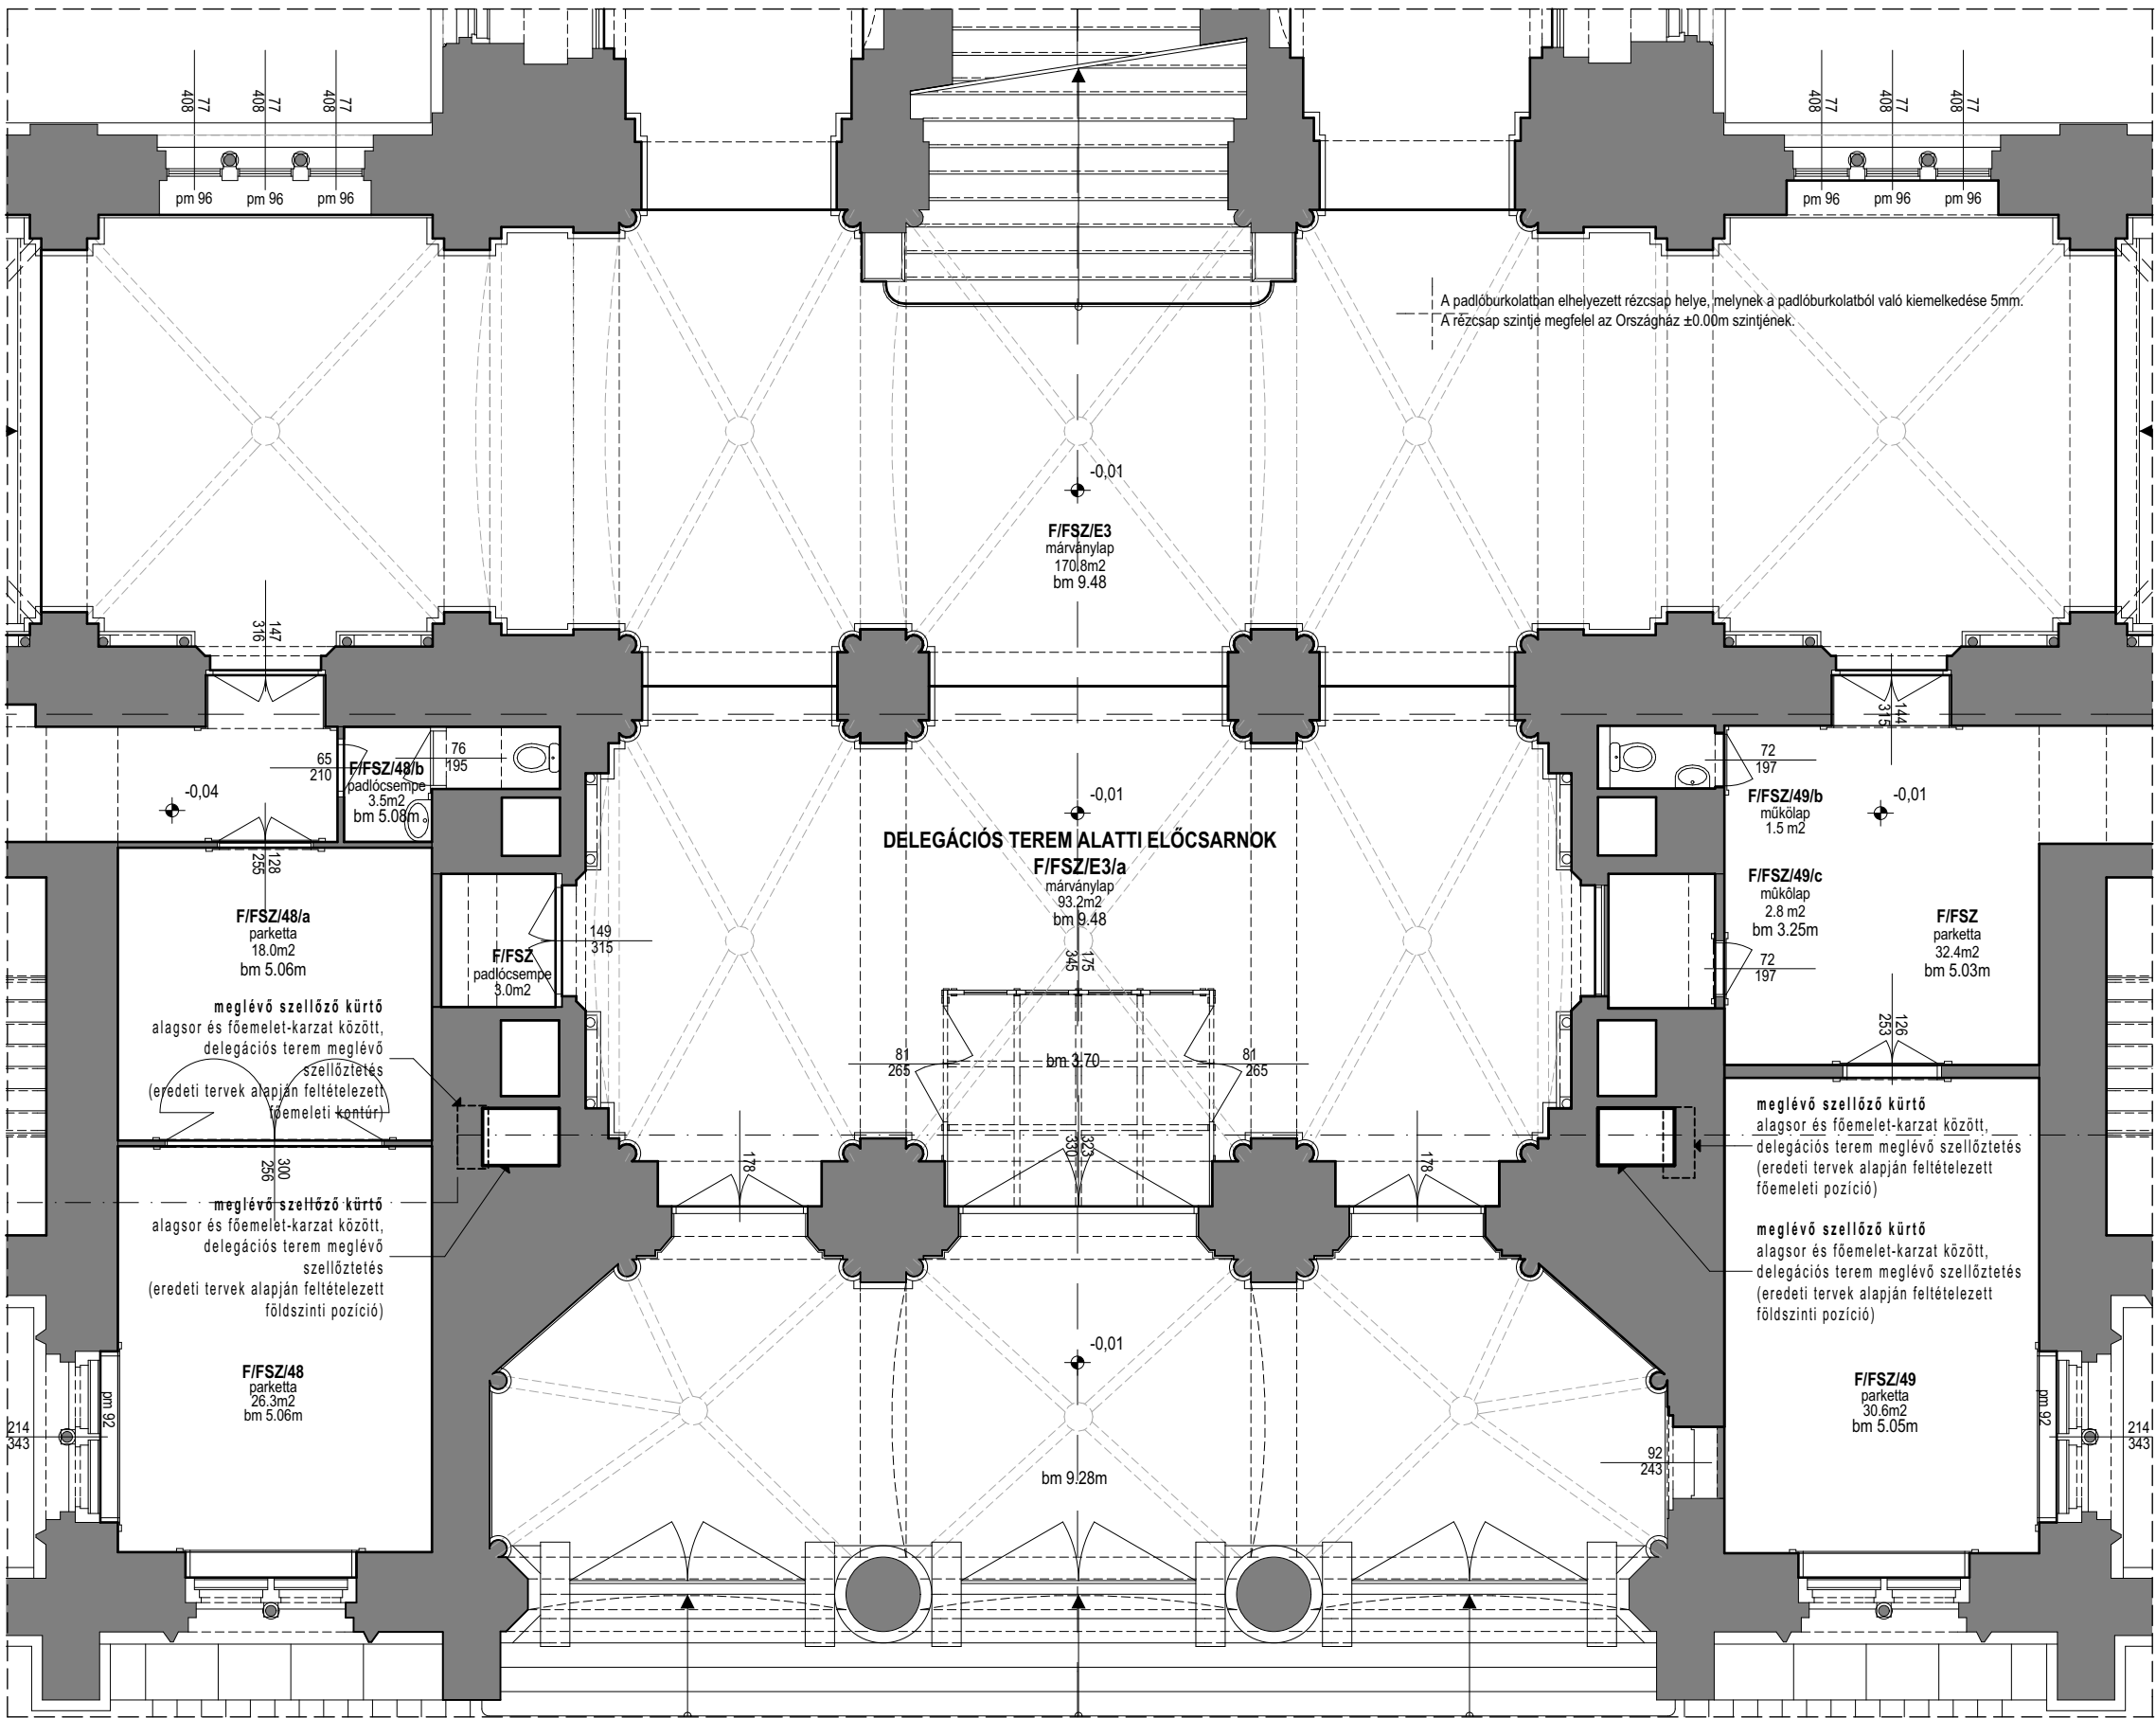 77
408
77
408
77
408
77
408
77
408
77
408
pm 96
pm 96
pm 96
pm 96
pm 96
pm 96
A padlóburkolatban elhelyezett rézcsap helye, melynek a padlóburkolatból való kiemelkedése 5mm.
A rézcsap szintje megfelel az Országház ±0.00m szintjének.
-0,01
F/FSZ/E3
márványlap
170.8m2
bm 9.48
147
316
144
315
65
210
F/FSZ/48/b
padlócsempe
3.5m2
bm 5.08m
76
195
72
197
-0,04
-0,01
F/FSZ/49/b
műkölap
1.5 m2
-0,01
DELEGÁCIÓS TEREM ALATTI ELŐCSARNOK
F/FSZ/E3/a
márványlap
93.2m2
bm 9.48
128
255
F/FSZ/48/a
parketta
18.0m2
bm 5.06m
149
315
F/FSZ
padlócsempe
3.0m2
175
345
F/FSZ/49/c
mûkôlap
2.8 m2
bm 3.25m
F/FSZ
parketta
32.4m2
bm 5.03m
72
197
meglévő szellőző kürtő
alagsor és főemelet-karzat között,
delegációs terem meglévő
szellőztetés
(eredeti tervek alapján feltételezett
főemeleti kontúr)
81
265
bm 3.70
81
265
126
253
meglévő szellőző kürtő
alagsor és főemelet-karzat között,
delegációs terem meglévő szellőztetés
(eredeti tervek alapján feltételezett
főemeleti pozíció)
300
256
178
323
330
178
meglévő szellőző kürtő
alagsor és főemelet-karzat között,
delegációs terem meglévő
szellőztetés
(eredeti tervek alapján feltételezett
földszinti pozíció)
meglévő szellőző kürtő
alagsor és főemelet-karzat között,
delegációs terem meglévő szellőztetés
(eredeti tervek alapján feltételezett
földszinti pozíció)
-0,01
F/FSZ/48
parketta
26.3m2
bm 5.06m
F/FSZ/49
parketta
30.6m2
bm 5.05m
pm 92
pm 92
214
343
214
343
92
243
bm 9.28m